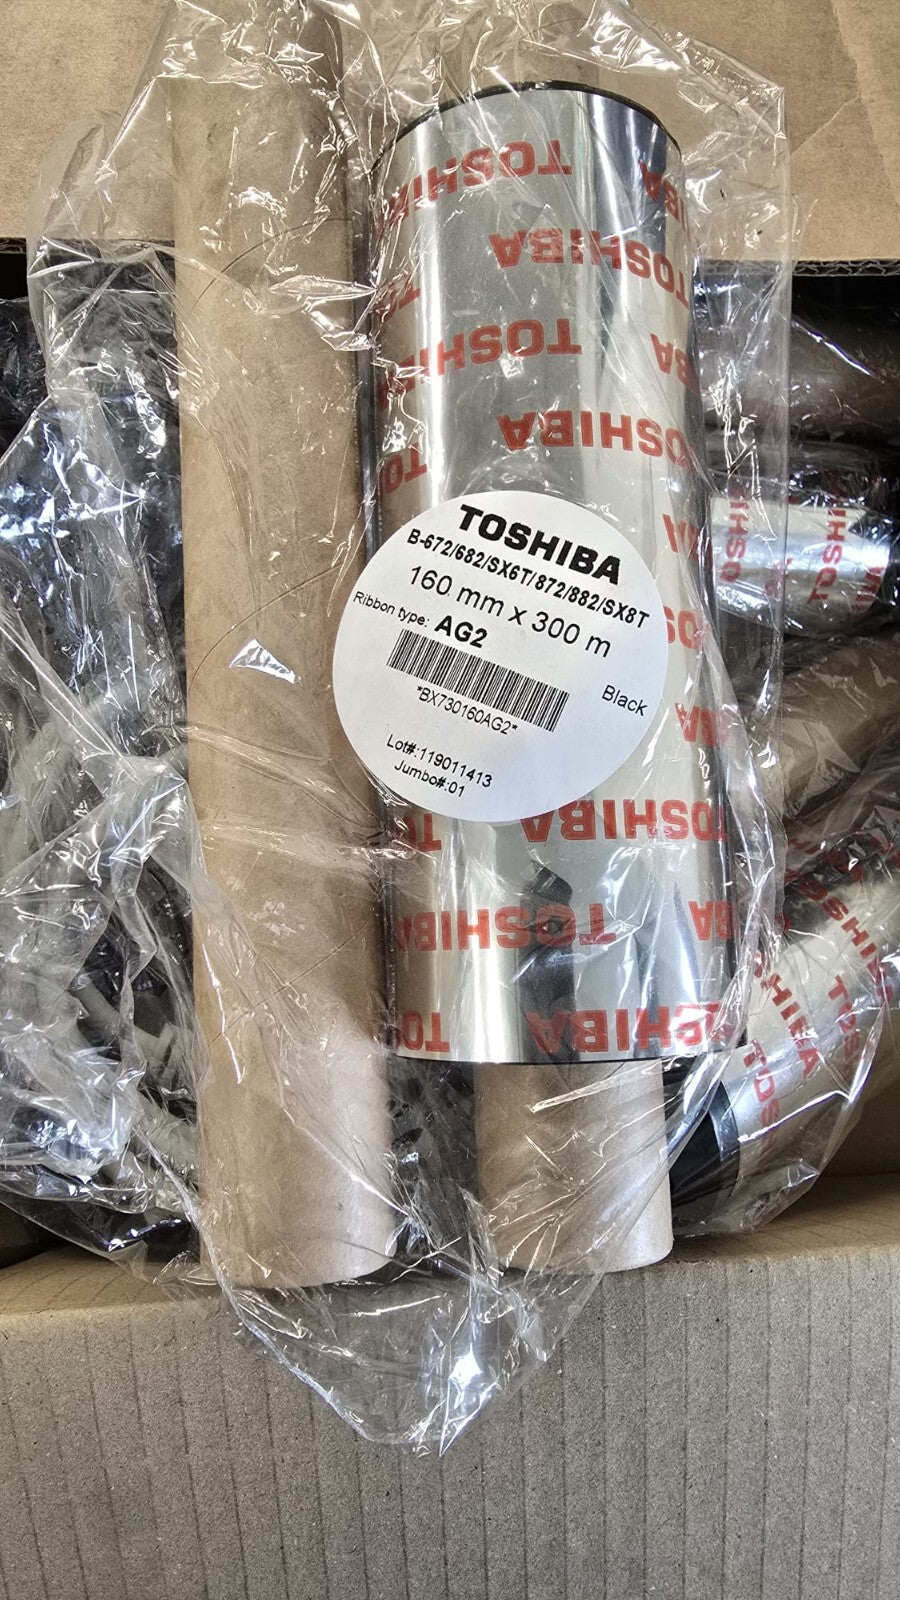 TOSHIBA
TOSHIBA
TOSHIBA
TOSHIBA
TOSHIBA
B-672/682/SX6T/872/882/SX8T
160 mm x 300 m
Ribbon type: AG2
Black
*BX730160AG2*
Lot#:119011413
Jumbo#:01
TOSHIBA
TOSHIBA
TOSHIBA